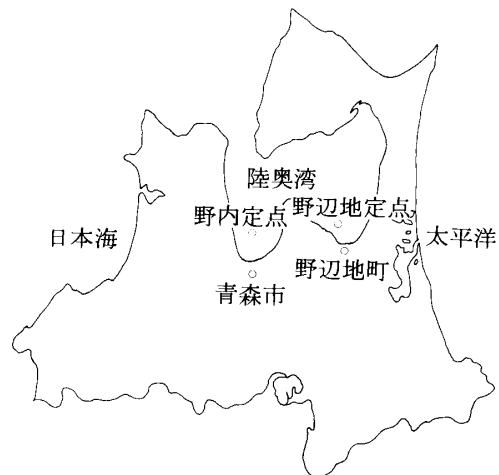 陸奥湾
野内定点
野辺地定点
日本海
太平洋
野辺地町
青森市